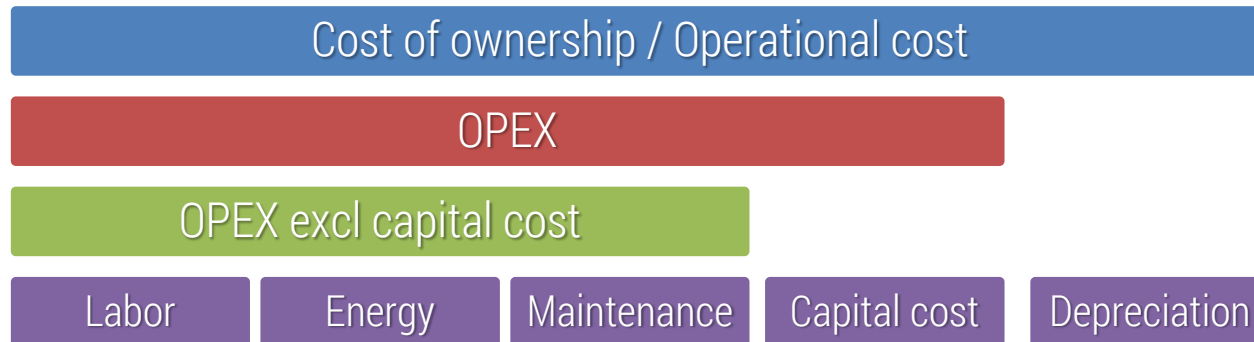 Cost of ownership / Operational cost
OPEX
OPEX excl capital cost
Labor Energy Maintenance Capital cost Depreciation